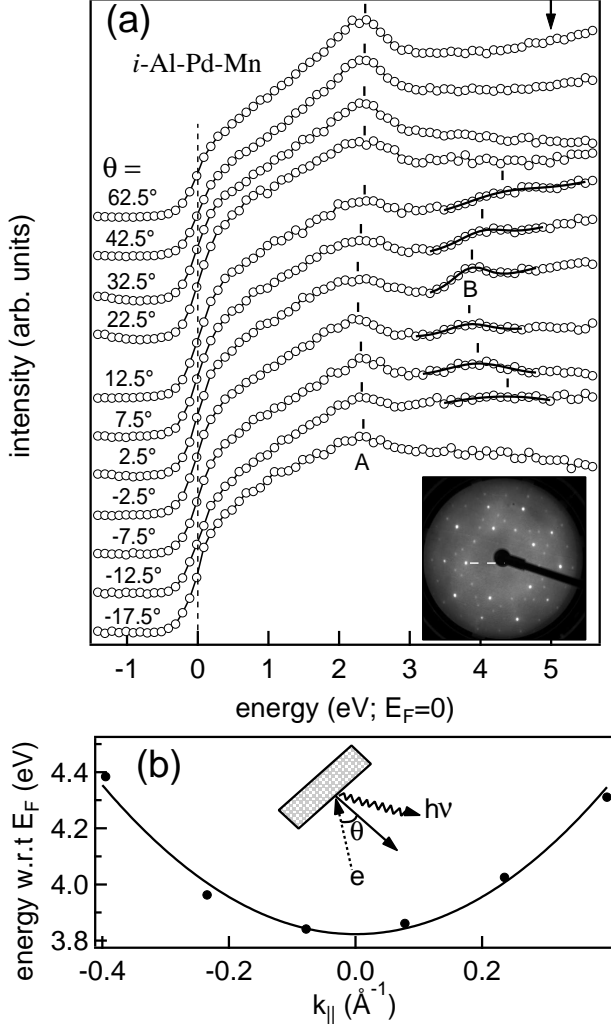 (a)
i-Al-Pd-Mn
θ =
62.5°
42.5°
32.5°
22.5°
12.5°
7.5°
2.5°
-2.5°
-7.5°
-12.5°
-17.5°
B
A
intensity (arb. units)
-1 0 1 2 3 4 5
energy (eV; E_F=0)
(b)
hν
θ
e
4.4
4.2
4.0
3.8
energy w.r.t E_F (eV)
-0.4 -0.2 0.0 0.2
k_|| (Å⁻¹)